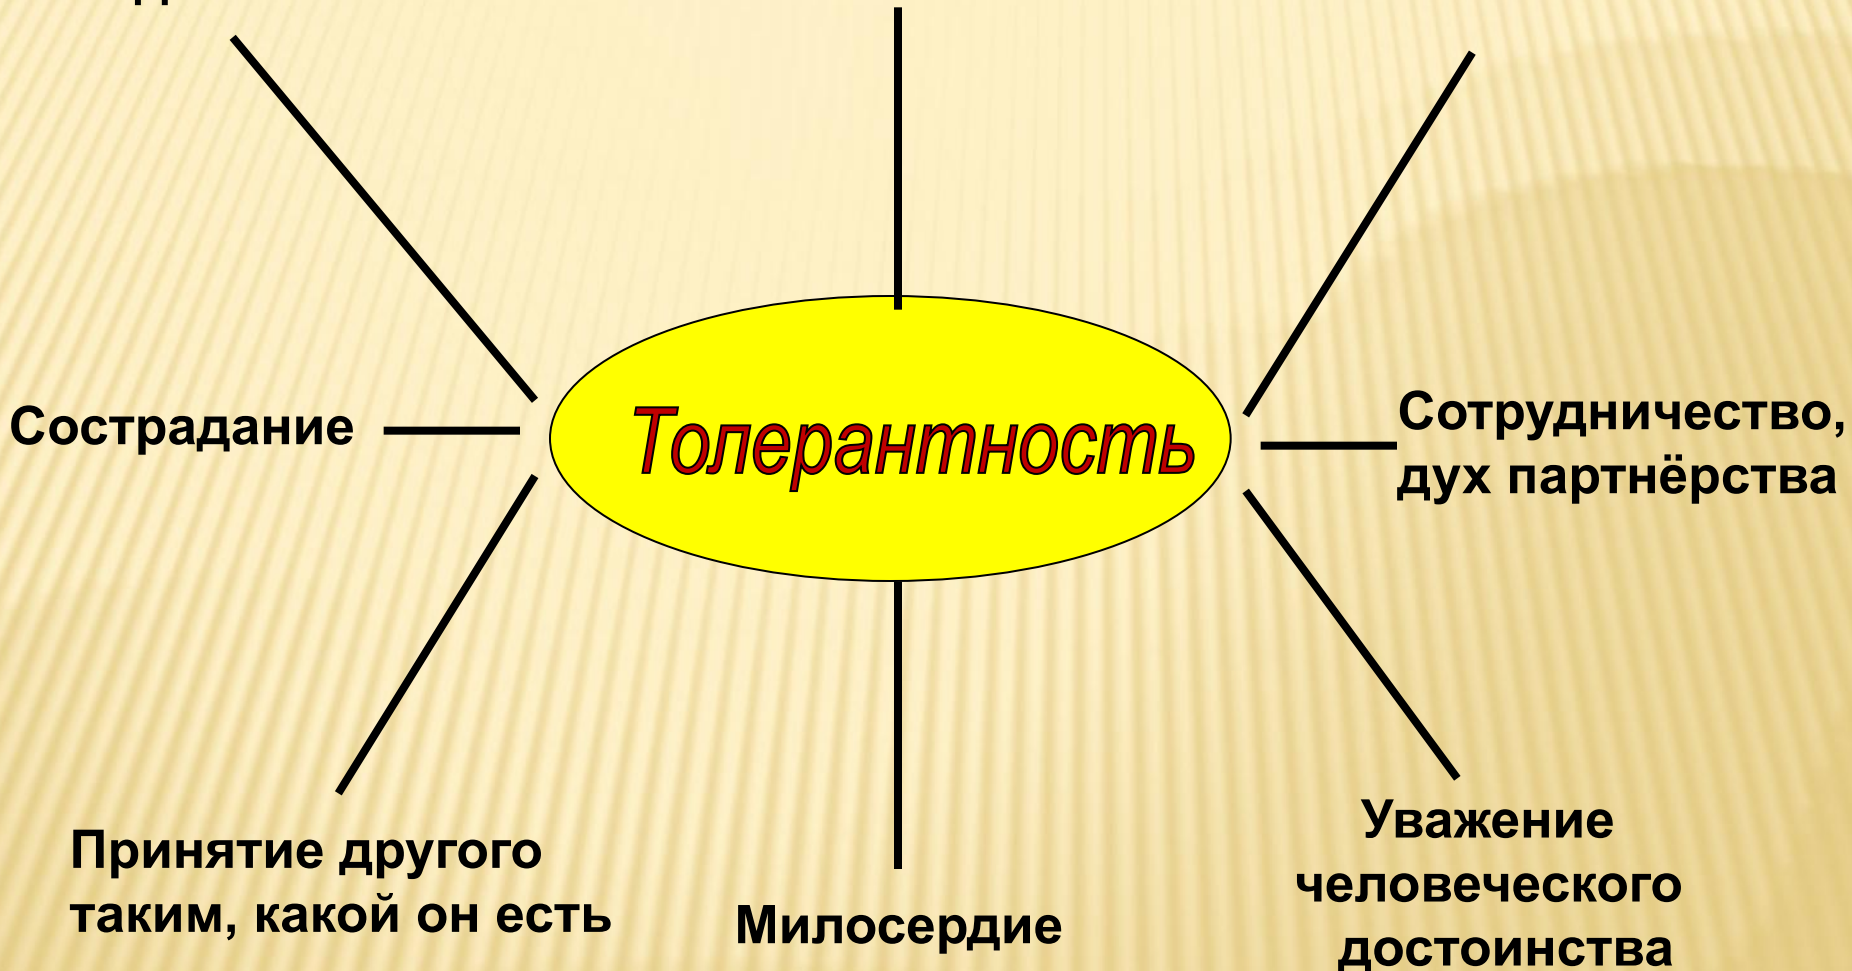 Сострадание
Толерантность
Сотрудничество,
дух партнёрства
Принятие другого
таким, какой он есть
Милосердие
Уважение
человеческого
достоинства